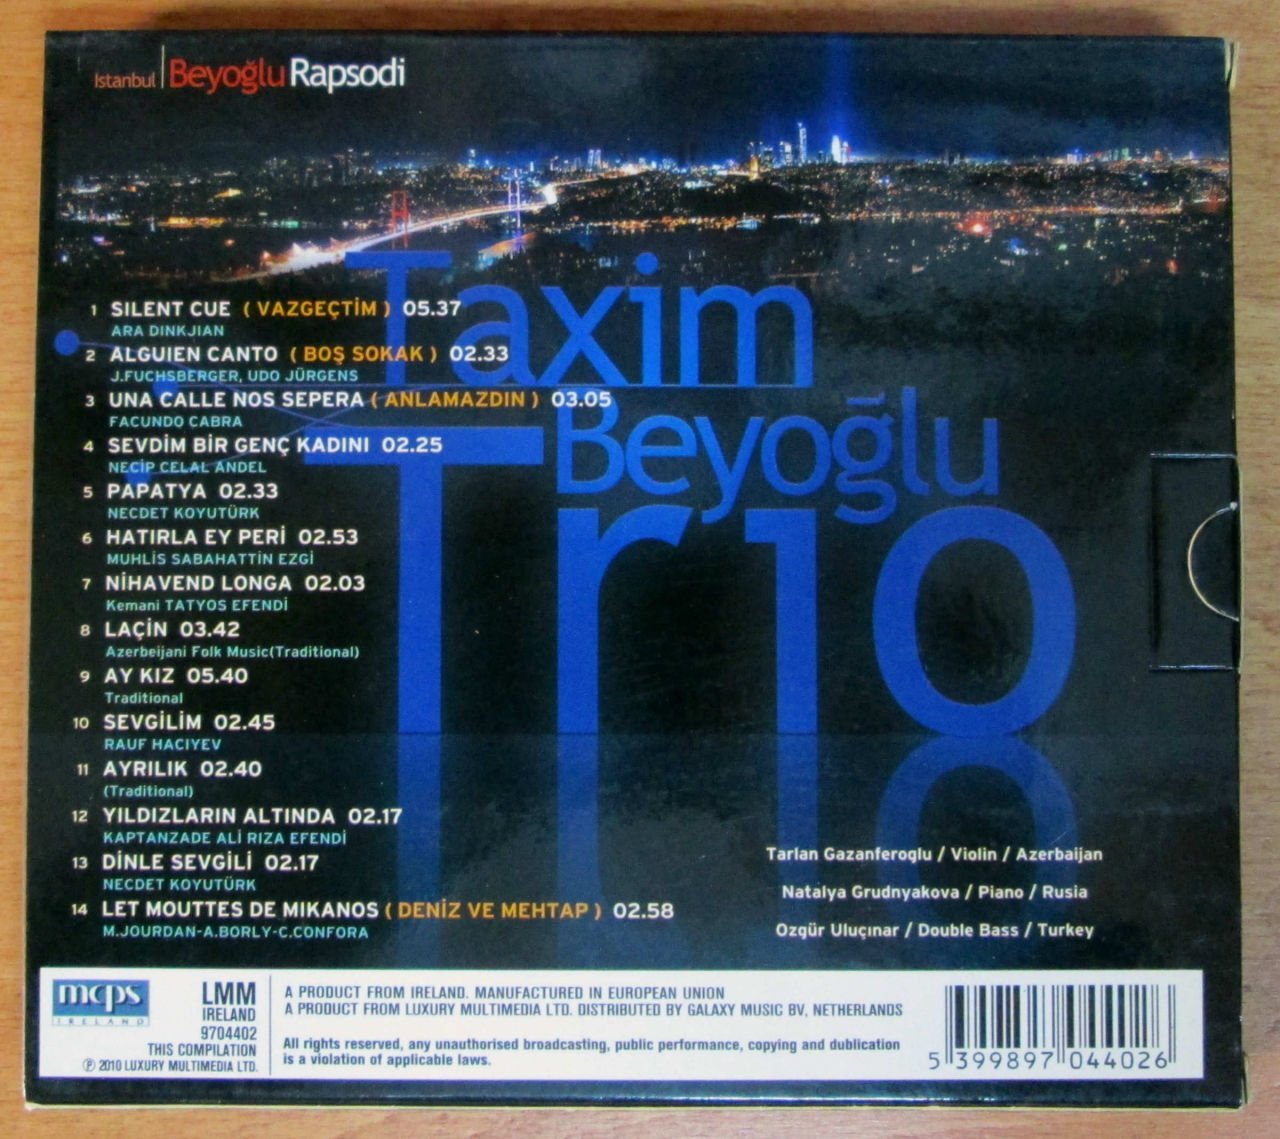 Istanbul | Beyoğlu Rapsodi
Taxim
Beyoğlu
Trio
1 SILENT CUE ( VAZGEÇTİM ) 05.37
ARA DINKJIAN
2 ALGUIEN CANTO ( BOŞ SOKAK ) 02.33
J.FUCHSBERGER, UDO JÜRGENS
3 UNA CALLE NOS SEPERA ( ANLAMAZDIN ) 03.05
FACUNDO CABRA
4 SEVDİM BİR GENÇ KADINI 02.25
NECİP CELAL ANDEL
5 PAPATYA 02.33
NECDET KOYUTÜRK
6 HATIRLA EY PERİ 02.53
MUHLİS SABAHATTİN EZGİ
7 NİHAVEND LONGA 02.03
Kemani TATYOS EFENDİ
8 LAÇİN 03.42
Azerbeijani Folk Music(Traditional)
9 AY KIZ 05.40
Traditional
10 SEVGİLİM 02.45
RAUF HACIYEV
11 AYRILIK 02.40
(Traditional)
12 YILDIZLARIN ALTINDA 02.17
KAPTANZADE ALİ RIZA EFENDİ
13 DİNLE SEVGİLİ 02.17
NECDET KOYUTÜRK
14 LET MOUTTES DE MIKANOS ( DENİZ VE MEHTAP ) 02.58
M.JOURDAN-A.BORLY-C.CONFORA
Tarlan Gazanferoglu / Violin / Azerbaijan
Natalya Grudnyakova / Piano / Rusia
Ozgür Uluçınar / Double Bass / Turkey
mcps
IRELAND
LMM
IRELAND
9704402
THIS COMPILATION
Ⓟ 2010 LUXURY MULTIMEDIA LTD.
A PRODUCT FROM IRELAND. MANUFACTURED IN EUROPEAN UNION
A PRODUCT FROM LUXURY MULTIMEDIA LTD. DISTRIBUTED BY GALAXY MUSIC BV, NETHERLANDS
All rights reserved, any unauthorised broadcasting, public performance, copying and dublication
is a violation of applicable laws.
5 399897 044026